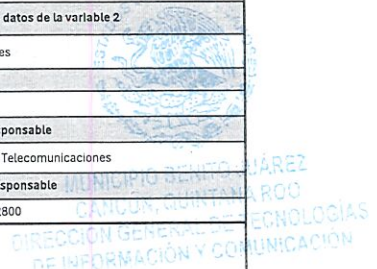 datos de la variable 2
es
sponsable
Telecomunicaciones
sponsable
2800
MUNICIPIO BENITO JUÁREZ
CANCÚN, QUINTANA ROO
DIRECCIÓN GENERAL DE TECNOLOGÍAS
DE INFORMACIÓN Y COMUNICACIÓN